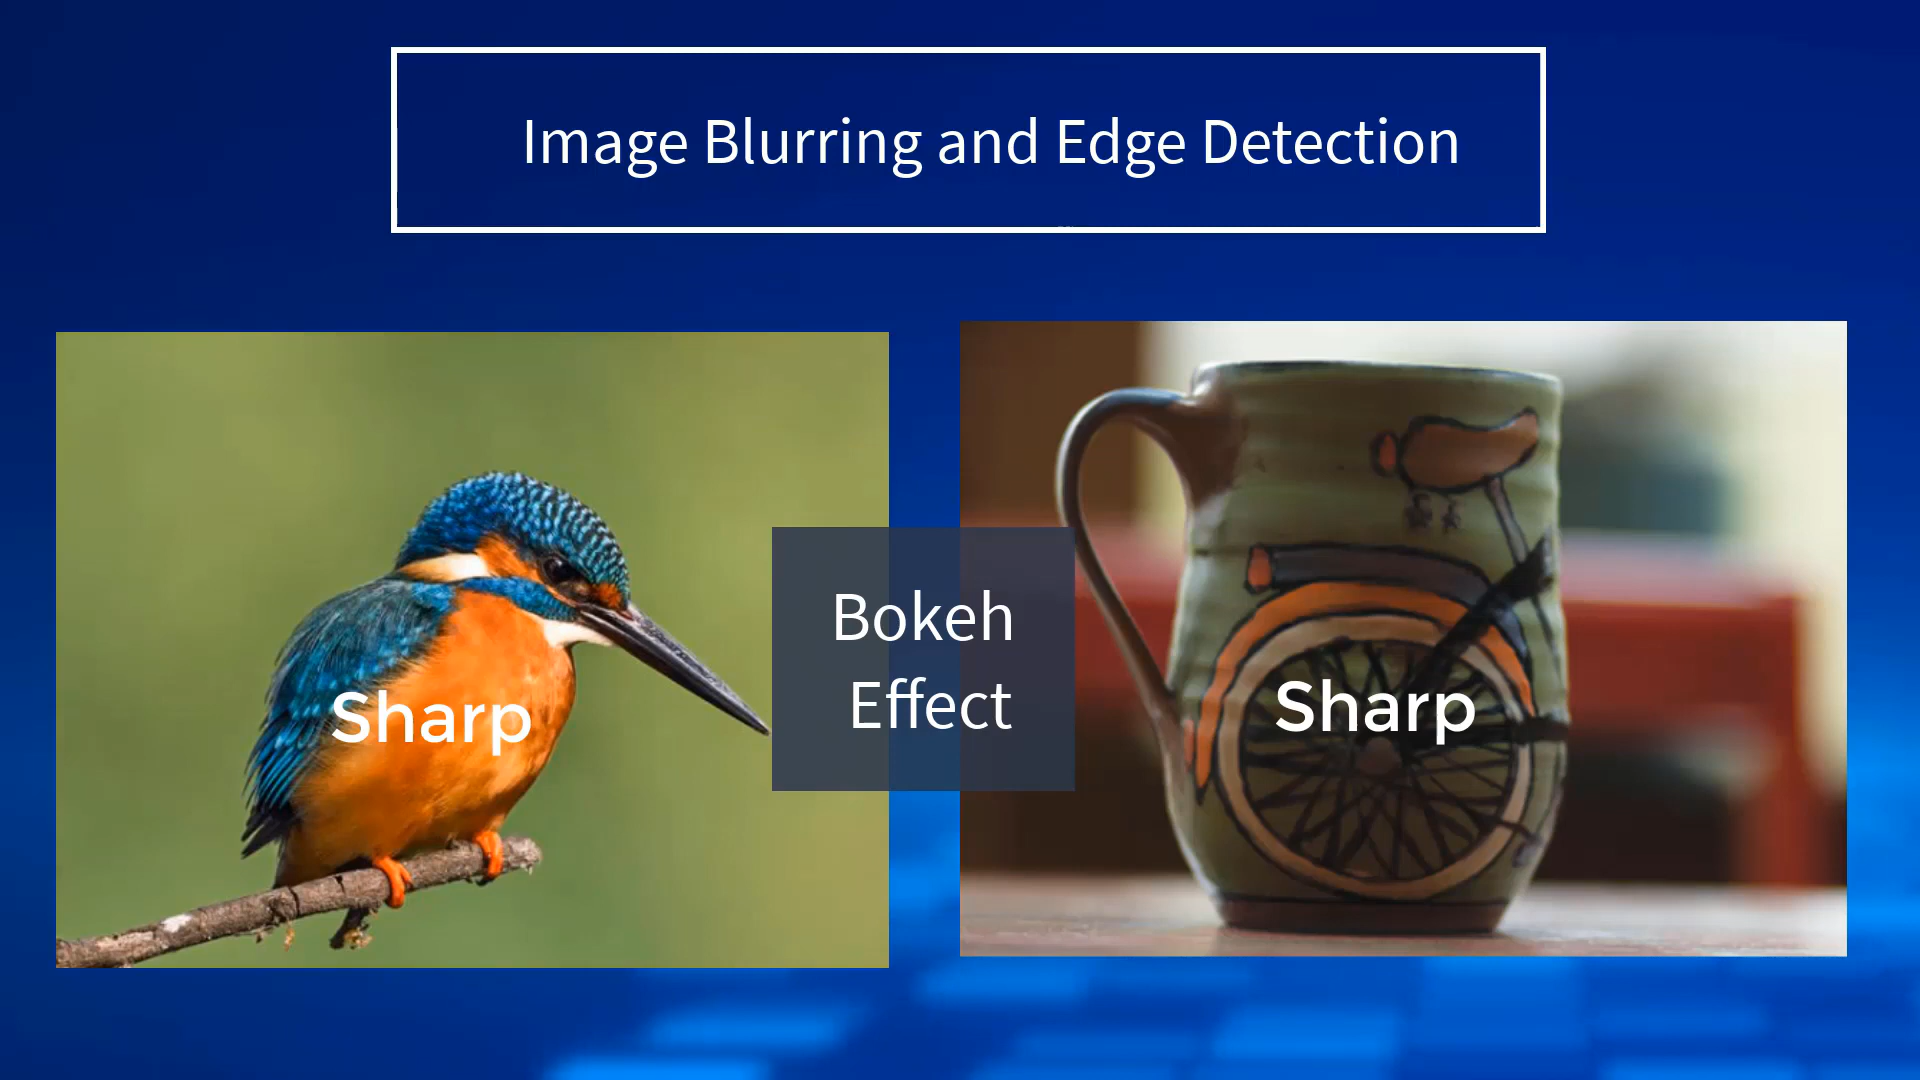 Image Blurring and Edge Detection
Bokeh
Effect
Sharp
Sharp